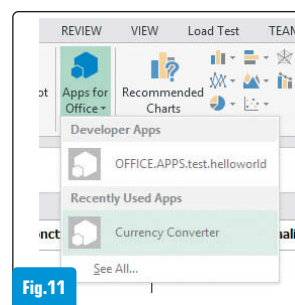 REVIEW VIEW Load Test TEAM
Apps for Office
Recommended Charts
Developer Apps
OFFICE.APPS.test.helloworld
Recently Used Apps
Currency Converter
See All...
Fig.11